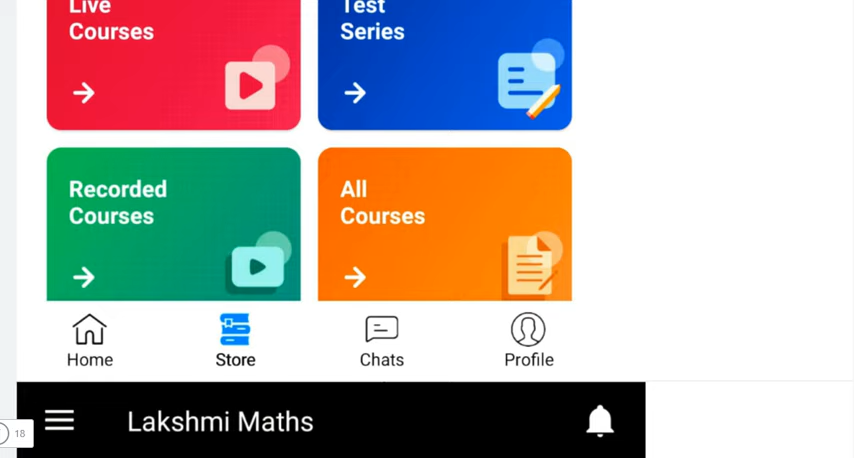 Live
Courses
Test
Series
Recorded
Courses
All
Courses
Home
Store
Chats
Profile
Lakshmi Maths
18